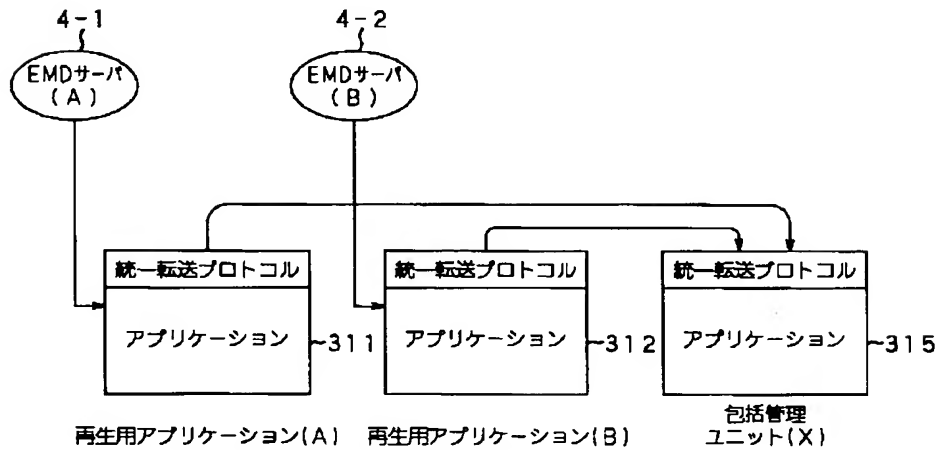 4-1
4-2
EMDサーバ
(A)
EMDサーバ
(B)
統一転送プロトコル
統一転送プロトコル
統一転送プロトコル
アプリケーション
311
アプリケーション
312
アプリケーション
315
再生用アプリケーション(A)
再生用アプリケーション(B)
包括管理
ユニット(X)